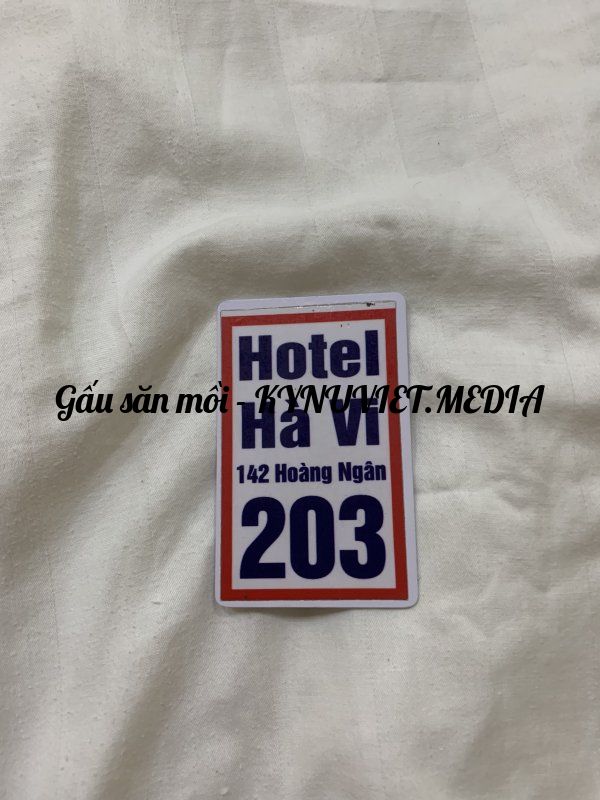 Hotel
Gấu săn mồi - KYNUVIET.MEDIA
Hà Vi
142 Hoàng Ngân
203